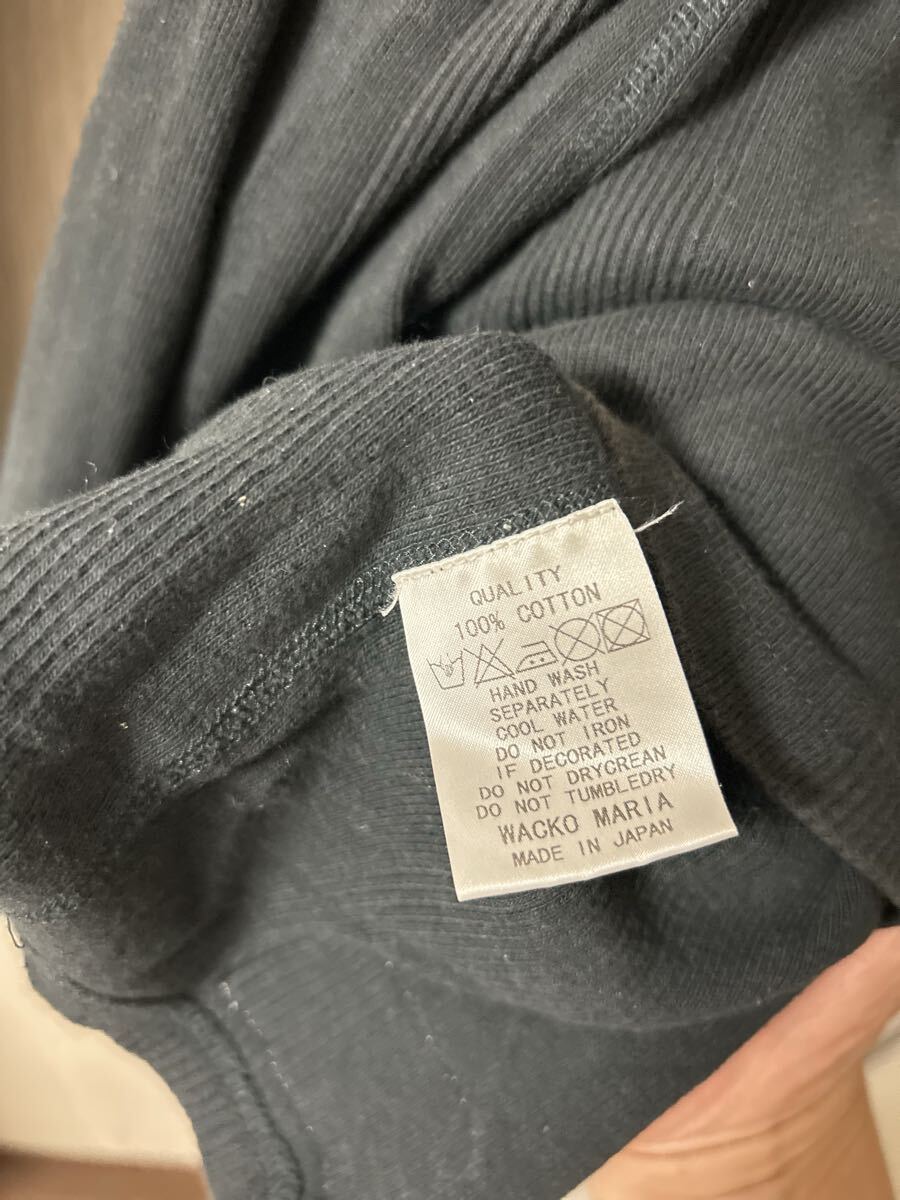 QUALITY
100% COTTON
HAND WASH
SEPARATELY
COOL WATER
DO NOT IRON
IF DECORATED
DO NOT DRYCREAN
DO NOT TUMBLEDRY
WACKO MARIA
MADE IN JAPAN